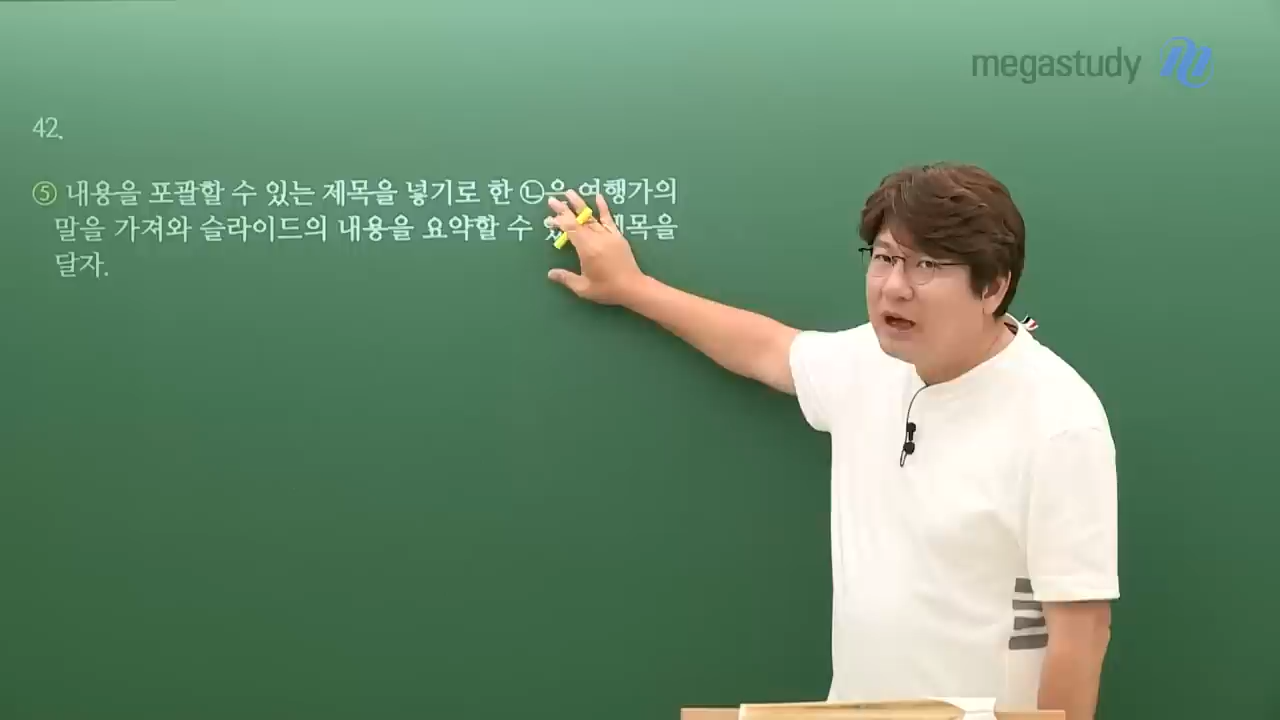 megastudy
42.
⑤ 내용을 포괄할 수 있는 제목을 넣기로 한 ㉡은 여행가의
말을 가져와 슬라이드의 내용을 요약할 수 제목을
달자.